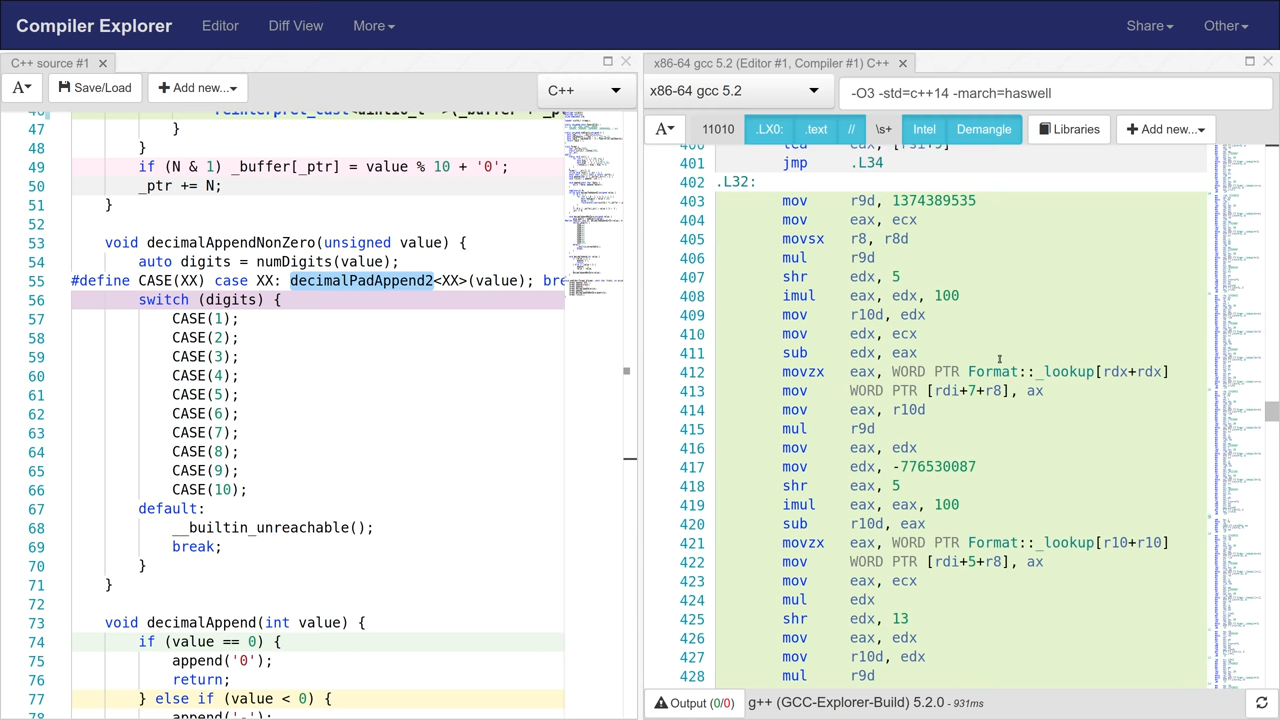 Compiler Explorer Editor Diff View More Share Other
C++ source #1
x86-64 gcc 5.2 (Editor #1, Compiler #1) C++
A Save/Load Add new... C++
x86-64 gcc 5.2 -O3 -std=c++14 -march=haswell
A 11010 .text Intel Demangle Libraries Add new...
47 }
48 }
49 if (N & 1) _buffer[_ptr] = value % 10 + '0'
50 _ptr += N;
51 }
52
53 void decimalAppendNonZero(unsigned value) {
54 auto digits = numDigits(value);
55 #define CASE(XX) case XX: decimalPadAppend2<XX>(value); bre
56 switch (digits) {
57 CASE(1);
58 CASE(2);
59 CASE(3);
60 CASE(4);
61 CASE(5);
62 CASE(6);
63 CASE(7);
64 CASE(8);
65 CASE(9);
66 CASE(10);
67 default:
68 __builtin_unreachable();
69 break;
70 }
71 }
72
73 void decimalAppend(int value) {
74 if (value == 0) {
75 append('0');
76 return;
77 } else if (value < 0) {
78 append('-');
401 jmp .L34
402 .L32:
403 mov r9d, 1374389535
404 mov eax, ecx
405 movsx r8, r8d
406 mul r9d
407 shr edx, 5
408 imul eax, edx, 100
409 mov r10d, edx
410 mov edx, ecx
411 sub edx, eax
412 movzx eax, WORD PTR Format::_lookup[rdx+rdx]
413 mov WORD PTR [rdi+7+r8], ax
414 mov eax, r10d
415 mul r9d
416 mov eax, edx
417 mov edx, -776530087
418 shr eax, 5
419 imul eax, eax, 100
420 sub r10d, eax
421 movzx eax, WORD PTR Format::_lookup[r10+r10]
422 mov WORD PTR [rdi+5+r8], ax
423 mov eax, ecx
424 mul edx
425 shr edx, 13
426 mov eax, edx
427 mov r10d, edx
428 mul r9d
Output (0/0) g++ (GCC-Explorer-Build) 5.2.0 - 931ms